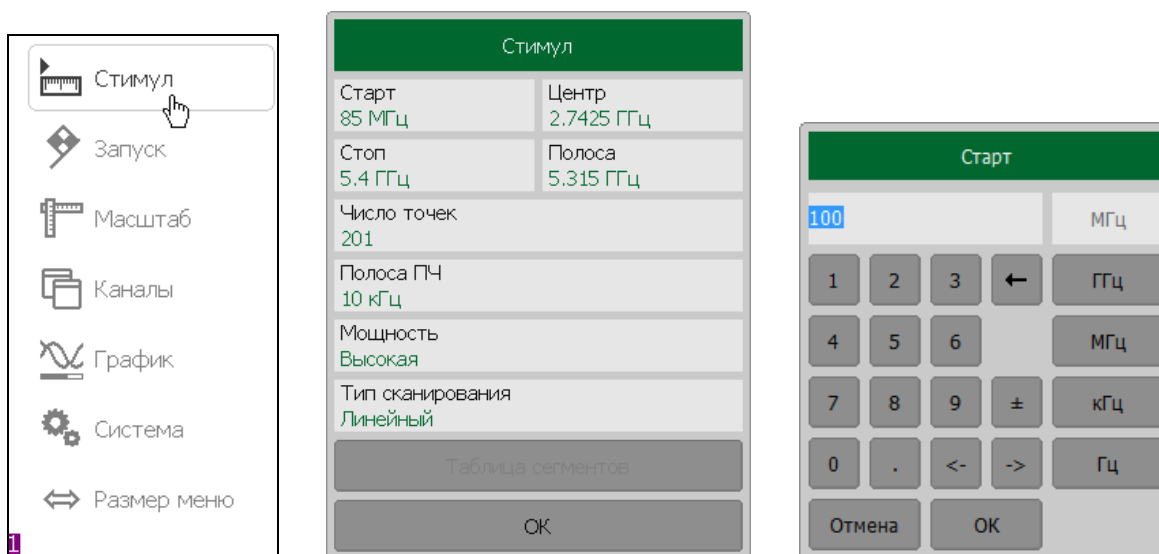 Стимул
Запуск
Масштаб
Каналы
График
Система
Размер меню
1
Стимул
Старт
85 МГц
Центр
2.7425 ГГц
Стоп
5.4 ГГц
Полоса
5.315 ГГц
Число точек
201
Полоса ПЧ
10 кГц
Мощность
Высокая
Тип сканирования
Линейный
Таблица сегментов
ОК
Старт
100 МГц
1 2 3 ← ГГц
4 5 6 МГц
7 8 9 ± кГц
0 . <- -> Гц
Отмена ОК